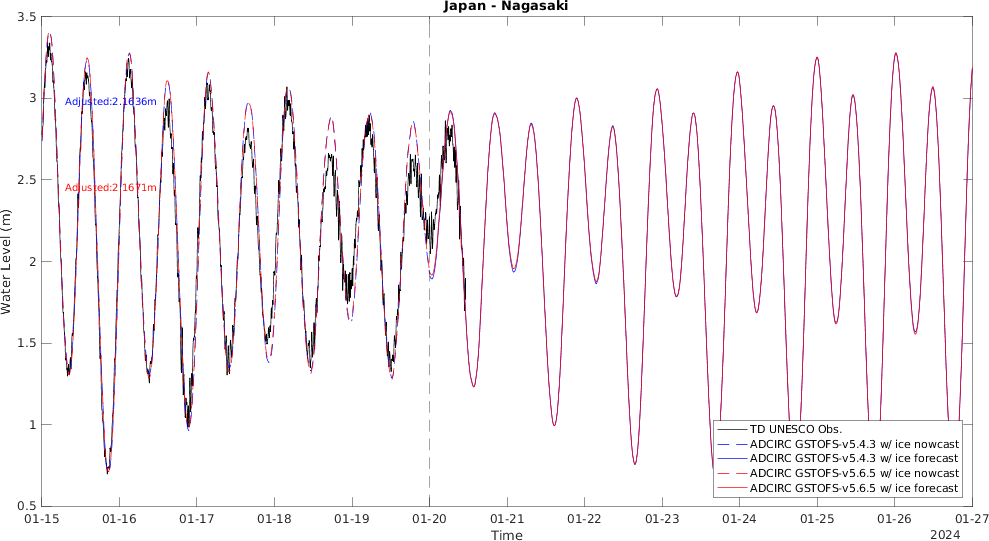 Japan - Nagasaki
3.5
3
2.5
2
1.5
1
0.5
Water Level (m)
Adjusted:2.1636m
Adjusted:2.1671m
TD UNESCO Obs.
ADCIRC GSTOFS-v5.4.3 w/ ice nowcast
ADCIRC GSTOFS-v5.4.3 w/ ice forecast
ADCIRC GSTOFS-v5.6.5 w/ ice nowcast
ADCIRC GSTOFS-v5.6.5 w/ ice forecast
01-15 01-16 01-17 01-18 01-19 01-20 01-21 01-22 01-23 01-24 01-25 01-26 01-27
Time
2024